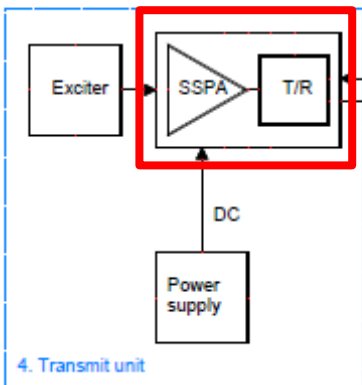 Exciter
SSPA
T/R
DC
Power
supply
4. Transmit unit